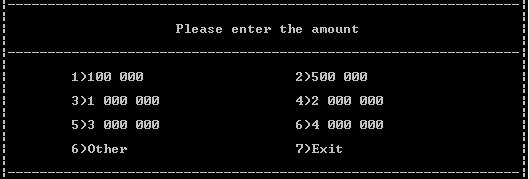 Please enter the amount
1)100 000 2)500 000
3)1 000 000 4)2 000 000
5)3 000 000 6)4 000 000
6)Other 7)Exit